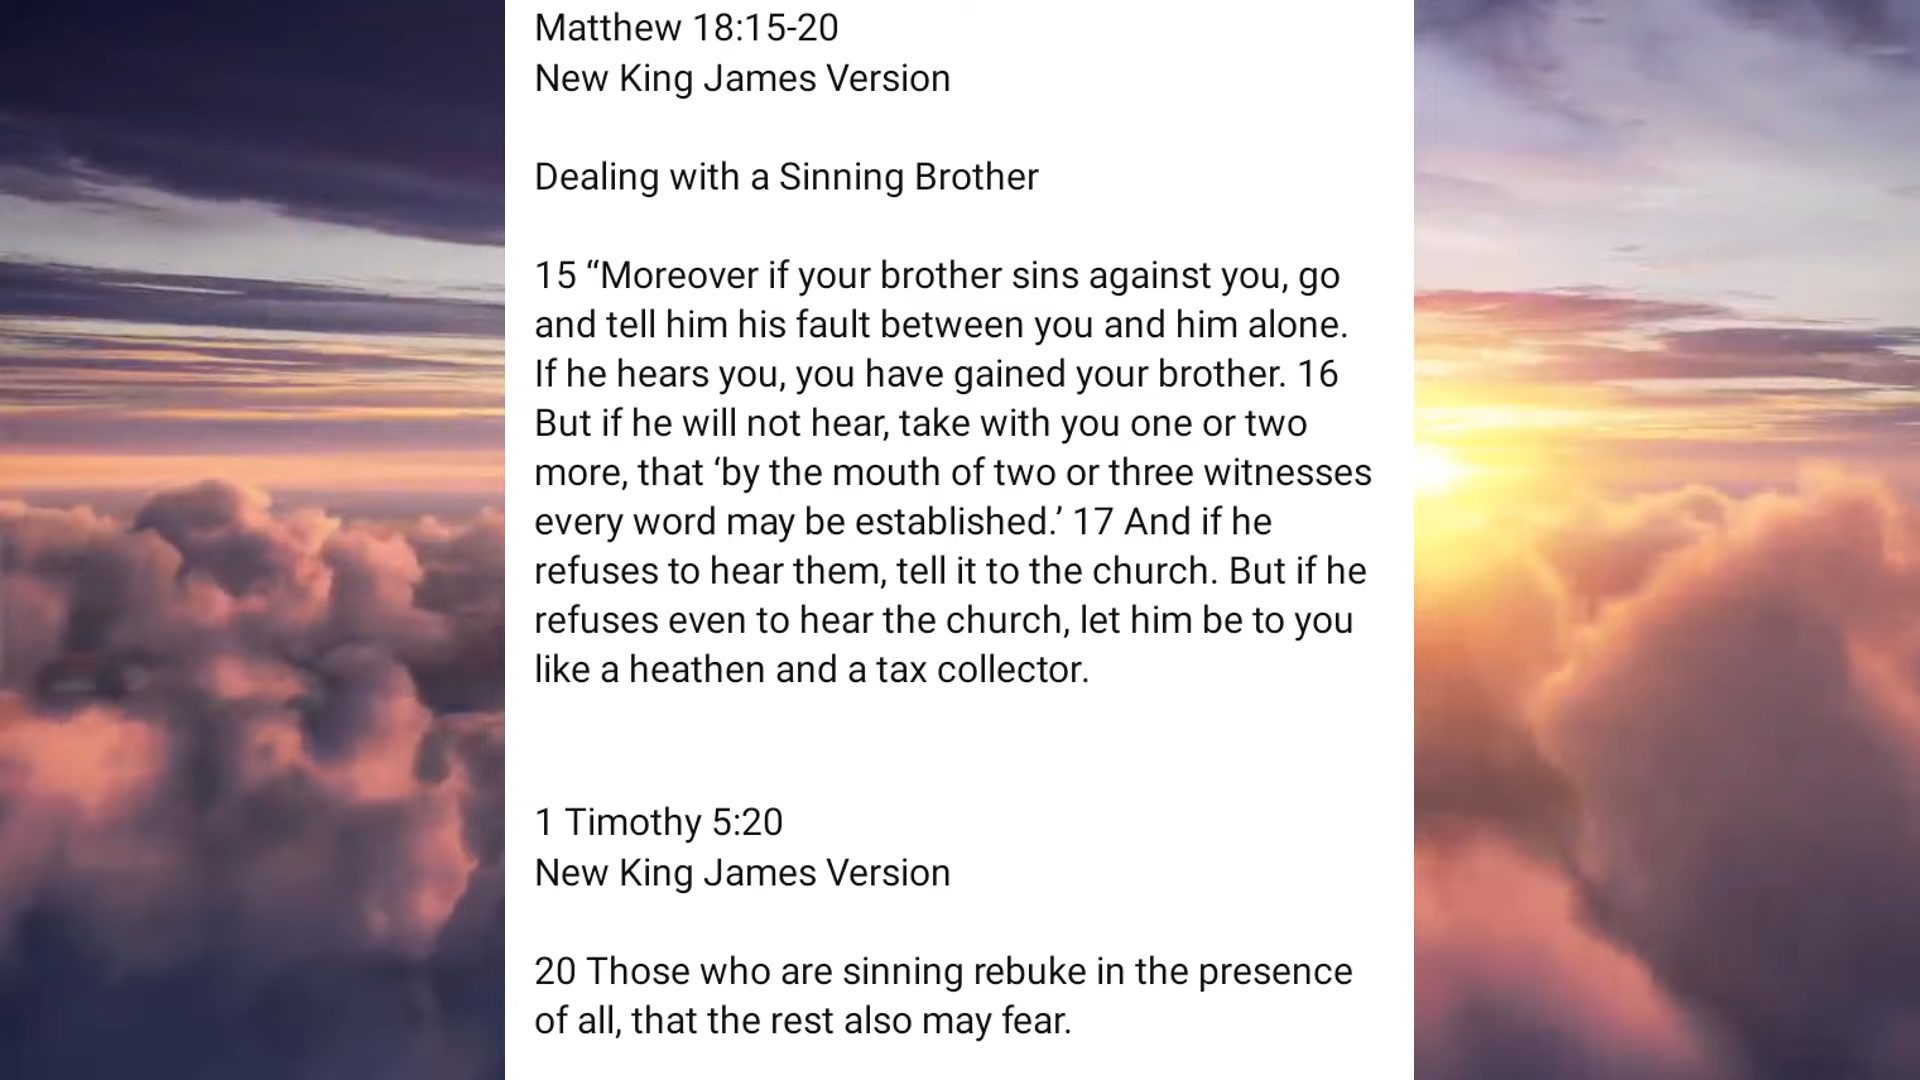 Matthew 18:15-20
New King James Version
Dealing with a Sinning Brother
15 “Moreover if your brother sins against you, go
and tell him his fault between you and him alone.
If he hears you, you have gained your brother. 16
But if he will not hear, take with you one or two
more, that ‘by the mouth of two or three witnesses
every word may be established.’ 17 And if he
refuses to hear them, tell it to the church. But if he
refuses even to hear the church, let him be to you
like a heathen and a tax collector.
1 Timothy 5:20
New King James Version
20 Those who are sinning rebuke in the presence
of all, that the rest also may fear.